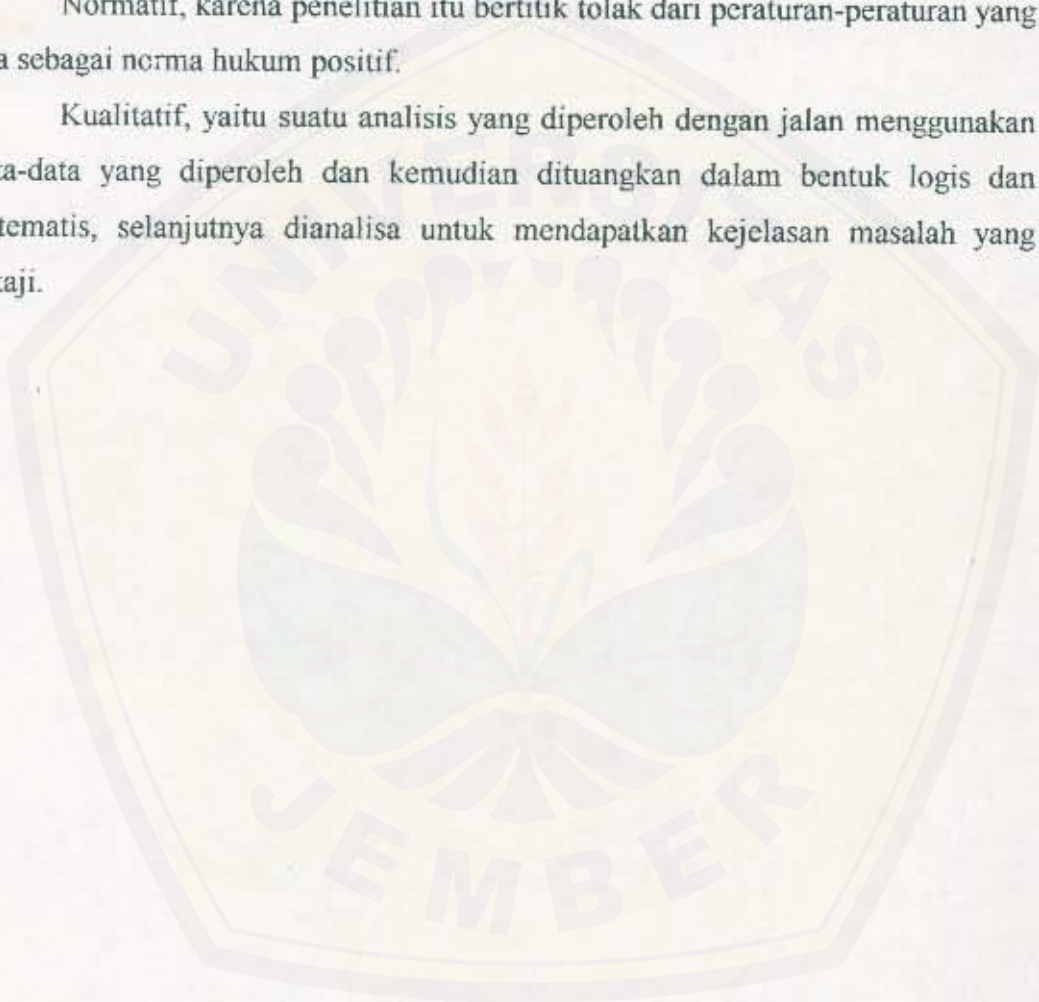 Normatif, karena penelitian itu bertitik tolak dari peraturan-peraturan yang
a sebagai norma hukum positif.
Kualitatif, yaitu suatu analisis yang diperoleh dengan jalan menggunakan
ta-data yang diperoleh dan kemudian dituangkan dalam bentuk logis dan
tematis, selanjutnya dianalisa untuk mendapatkan kejelasan masalah yang
kaji.
UNIVERSITAS
JEMBER